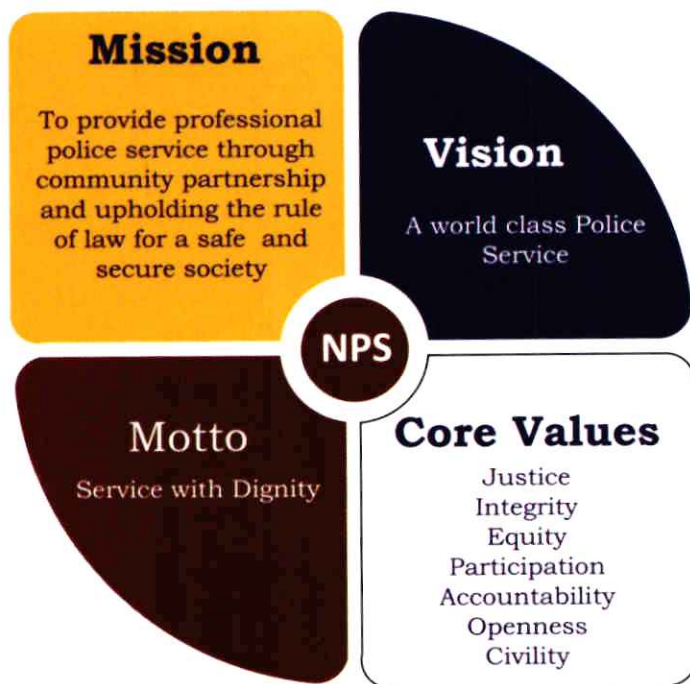 Mission
To provide professional
police service through
community partnership
and upholding the rule
of law for a safe and
secure society
Vision
A world class Police
Service
NPS
Motto
Service with Dignity
Core Values
Justice
Integrity
Equity
Participation
Accountability
Openness
Civility